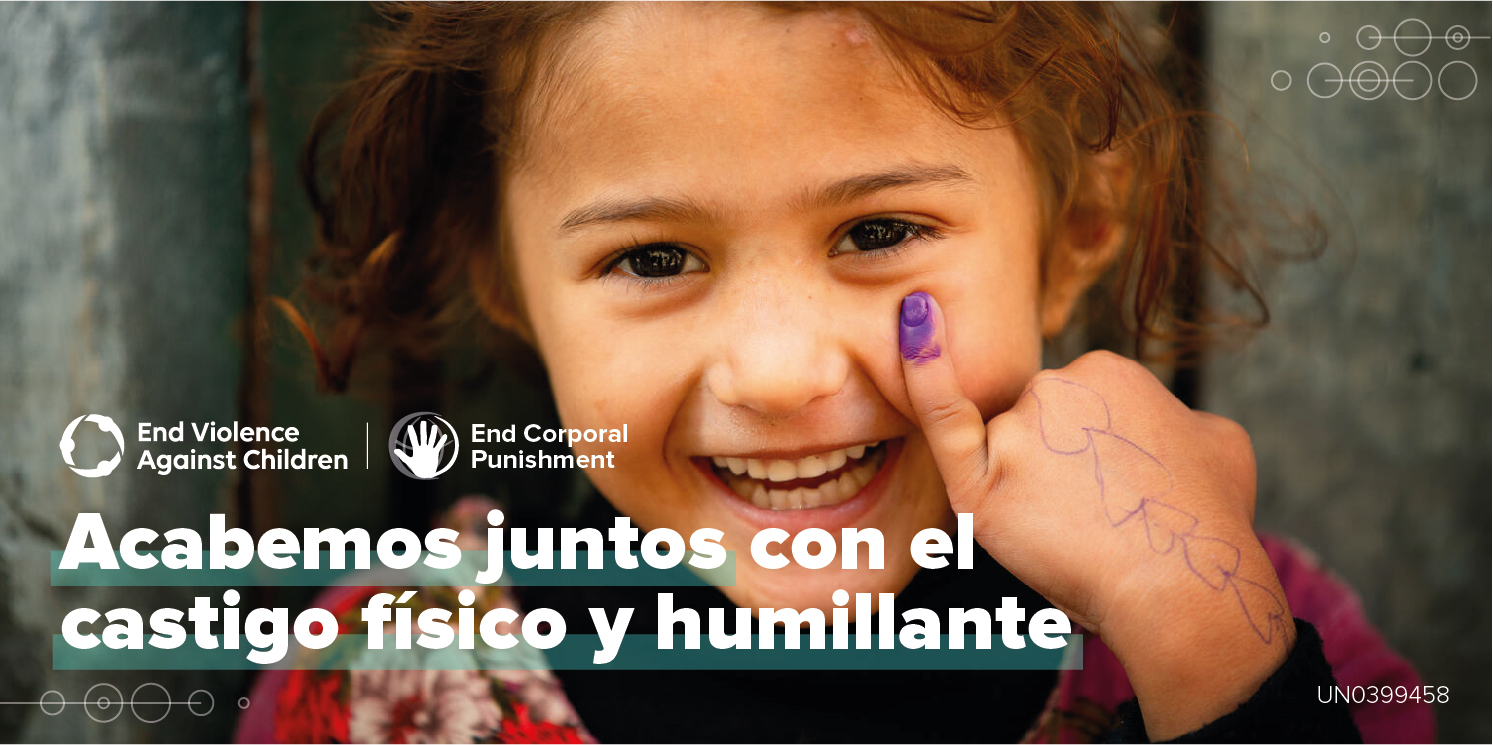 End Violence
Against Children
End Corporal
Punishment
Acabemos juntos con el
castigo físico y humillante
UN0399458